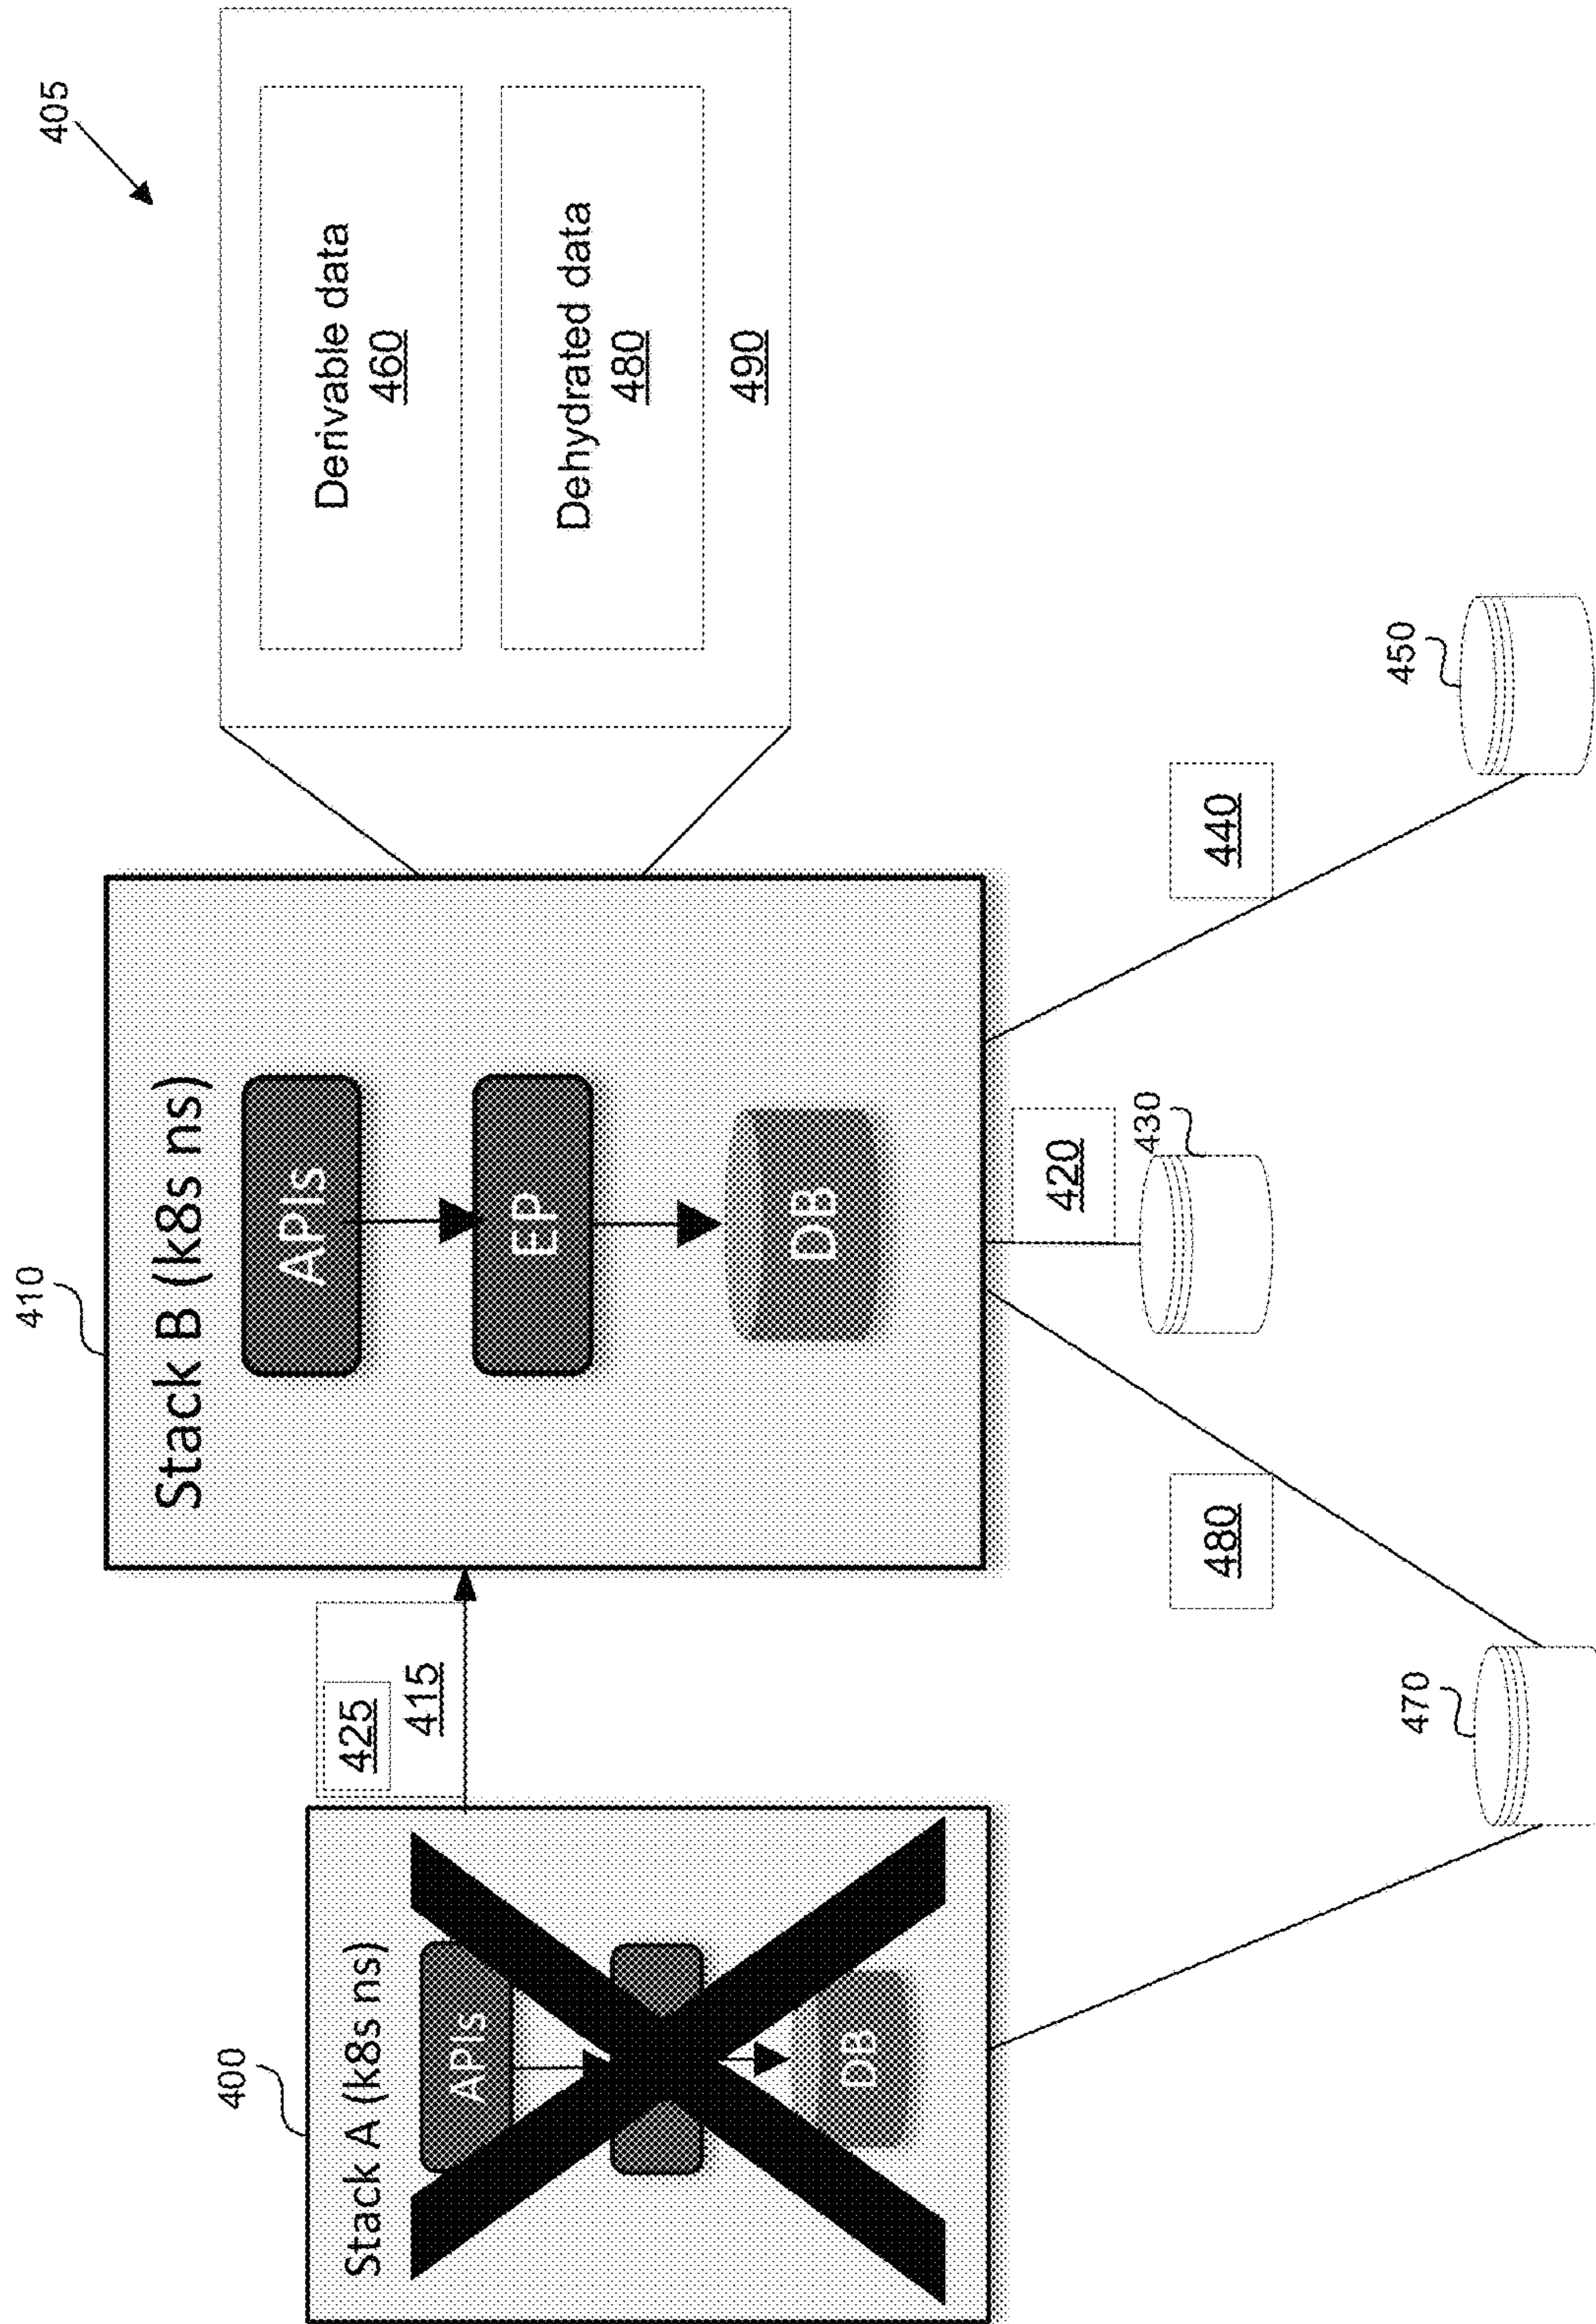 405
410
400
Stack A (k8s ns)
APIs
DB
425
415
Stack B (k8s ns)
APIs
EP
DB
Derivable data
460
Dehydrated data
480
490
420
430
440
450
480
470